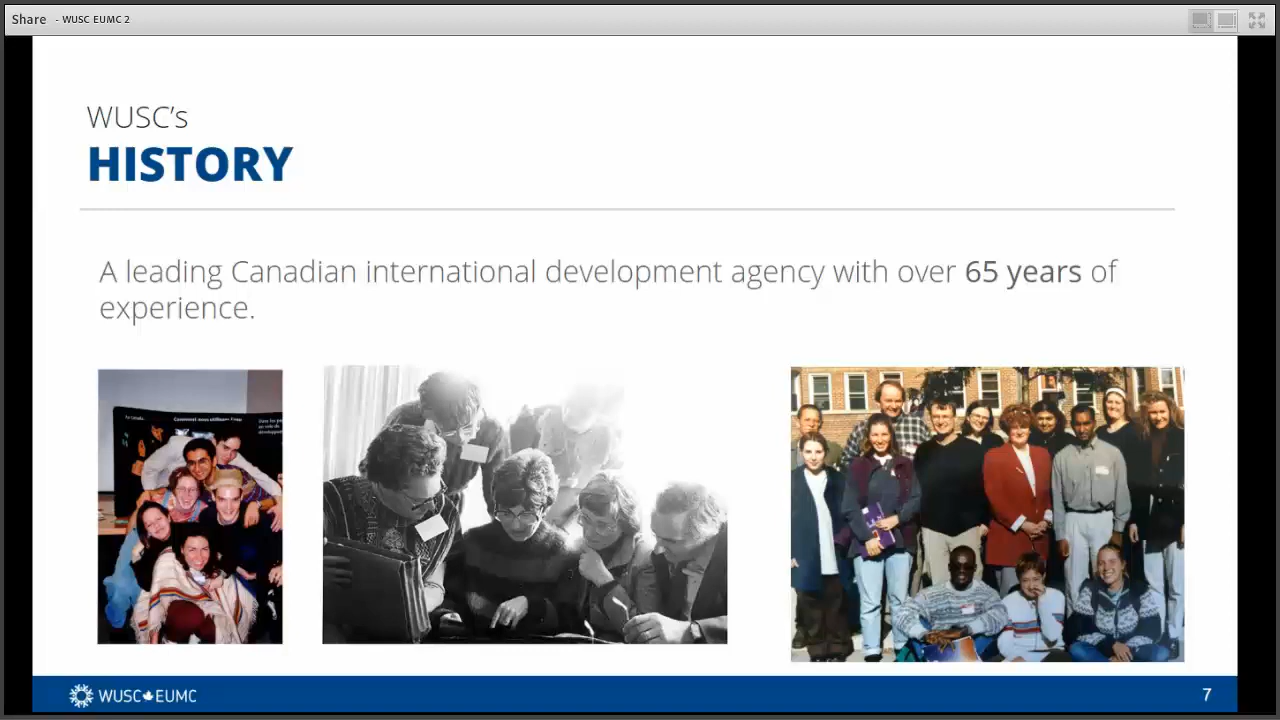 Share - WUSC EUMC 2
WUSC’s
HISTORY
A leading Canadian international development agency with over 65 years of
experience.
WUSC EUMC
7